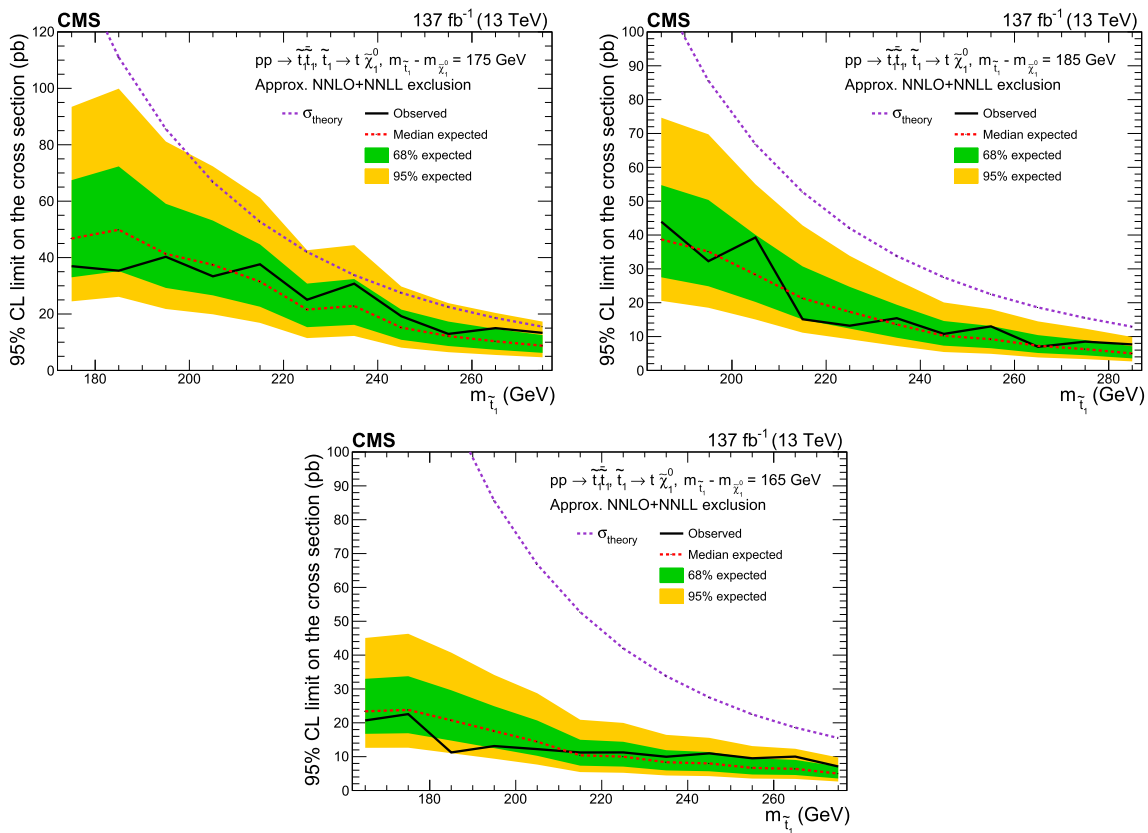 CMS 137 fb⁻¹ (13 TeV)
pp → t̃₁t̃̄₁, t̃₁ → t χ̃₁⁰, m_t̃₁ - m_χ̃₁⁰ = 175 GeV
Approx. NNLO+NNLL exclusion
σ_theory Observed
Median expected
68% expected
95% expected
120
100
80
60
40
20
0
180 200 220 240 260
95% CL limit on the cross section (pb)
m_t̃₁ (GeV)
CMS 137 fb⁻¹ (13 TeV)
pp → t̃₁t̃̄₁, t̃₁ → t χ̃₁⁰, m_t̃₁ - m_χ̃₁⁰ = 185 GeV
Approx. NNLO+NNLL exclusion
σ_theory Observed
Median expected
68% expected
95% expected
100
90
80
70
60
50
40
30
20
10
0
200 220 240 260 280
95% CL limit on the cross section (pb)
m_t̃₁ (GeV)
CMS 137 fb⁻¹ (13 TeV)
pp → t̃₁t̃̄₁, t̃₁ → t χ̃₁⁰, m_t̃₁ - m_χ̃₁⁰ = 165 GeV
Approx. NNLO+NNLL exclusion
σ_theory Observed
Median expected
68% expected
95% expected
100
90
80
70
60
50
40
30
20
10
0
180 200 220 240 260
95% CL limit on the cross section (pb)
m_t̃₁ (GeV)